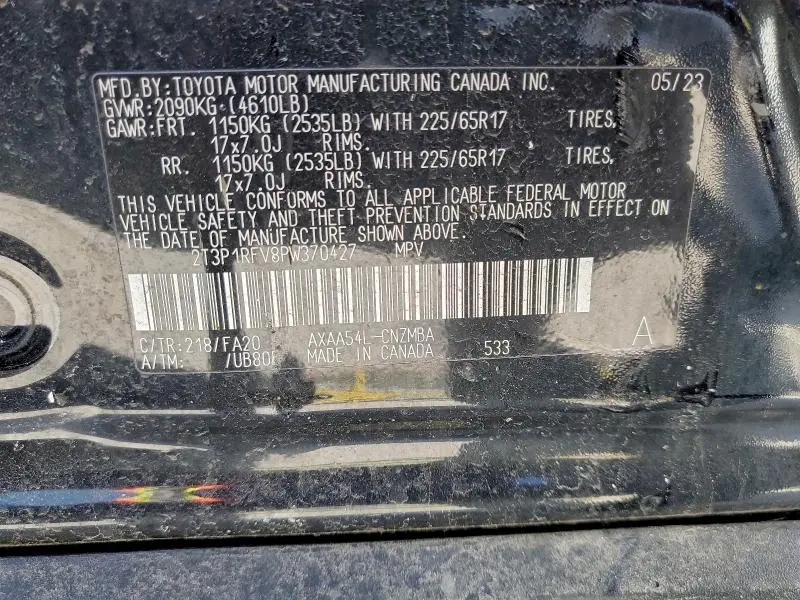 MFD.BY:TOYOTA MOTOR MANUFACTURING CANADA INC. 05/23
GVWR:2090KG (4610LB)
GAWR:FRT. 1150KG (2535LB) WITH 225/65R17 TIRES,
17x7.0J RIMS.
RR. 1150KG (2535LB) WITH 225/65R17 TIRES,
17x7.0J RIMS.
THIS VEHICLE CONFORMS TO ALL APPLICABLE FEDERAL MOTOR
VEHICLE SAFETY AND THEFT PREVENTION STANDARDS IN EFFECT ON
THE DATE OF MANUFACTURE SHOWN ABOVE.
2T3P1RFV8PW370427 MPV
C/TR:218/FA20 AXAA54L-CNZMBA A
A/TM: /UB80F MADE IN CANADA 533